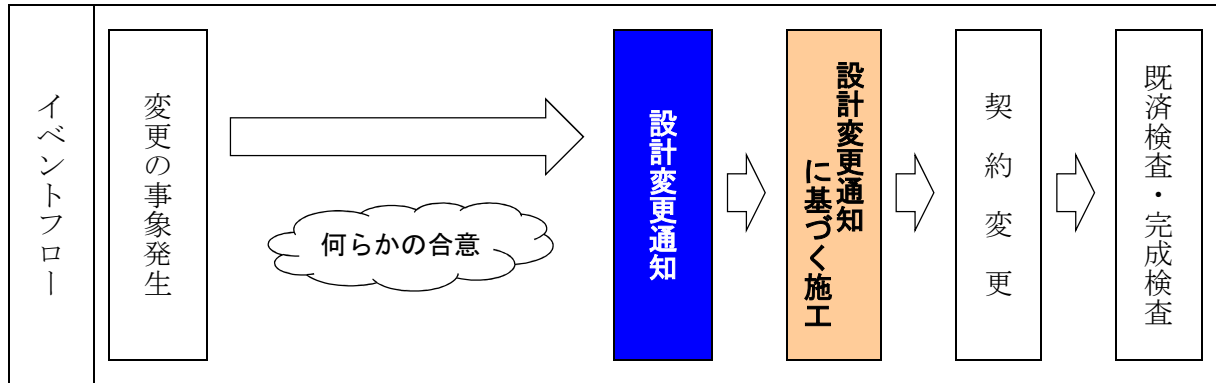 イベントフロー
変更の事象発生
何らかの合意
設計変更通知
設計変更通知
に基づく施工
契約変更
既済検査・完成検査